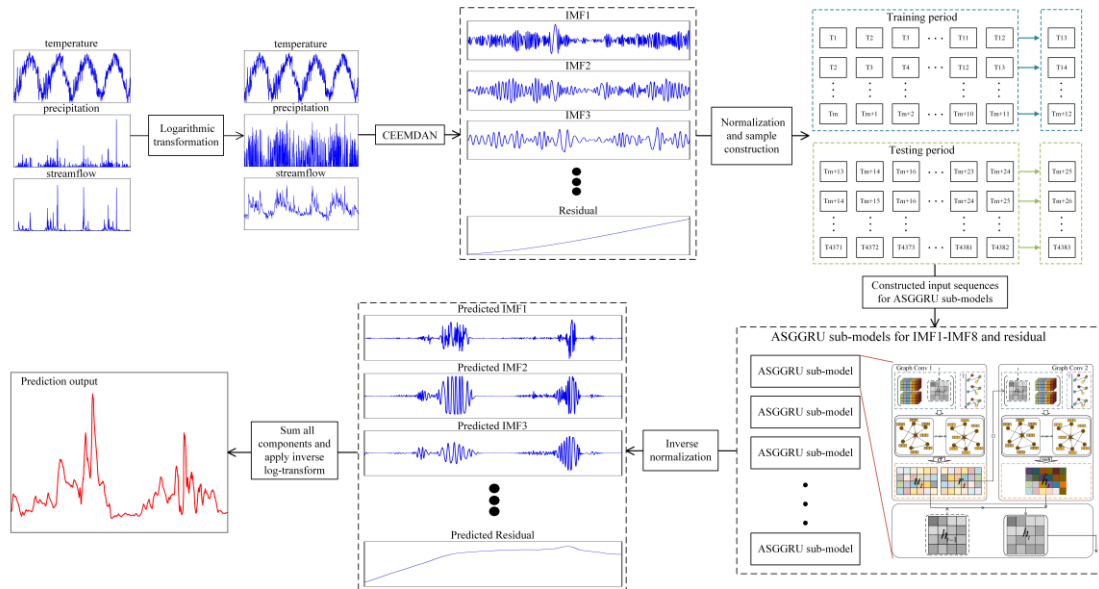 temperature
precipitation
streamflow
Logarithmic
transformation
temperature
precipitation
streamflow
CEEMDAN
IMF1
IMF2
IMF3
Residual
Normalization
and sample
construction
Training period
T1 T2 T3 · · · T11 T12 T13
T2 T3 T4 · · · T12 T13 T14
Tm Tm+1 Tm+2 · · · Tm+10 Tm+11 Tm+12
Testing period
Tm+13 Tm+14 Tm+16 · · · Tm+23 Tm+24 Tm+25
Tm+14 Tm+15 Tm+16 · · · Tm+24 Tm+25 Tm+26
T4371 T4372 T4373 · · · T4381 T4382 T4383
Constructed input sequences
for ASGGRU sub-models
ASGGRU sub-models for IMF1-IMF8 and residual
ASGGRU sub-model
ASGGRU sub-model
ASGGRU sub-model
ASGGRU sub-model
Graph Conv 1
Graph Conv 2
u_t
r_t
h_{t-1}
h_t
Inverse
normalization
Predicted IMF1
Predicted IMF2
Predicted IMF3
Predicted Residual
Sum all
components and
apply inverse
log-transform
Prediction output